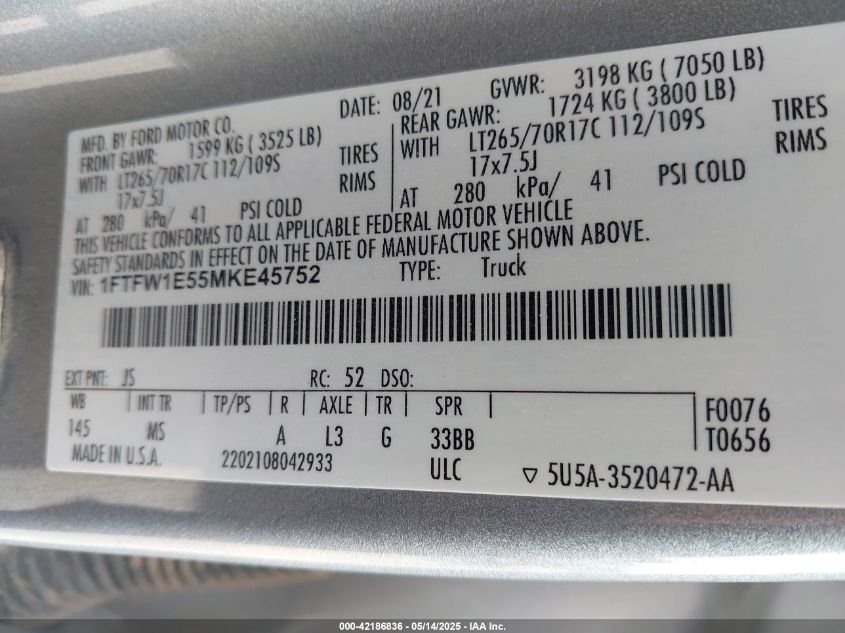 MFD. BY FORD MOTOR CO.
DATE: 08/21 GVWR: 3198 KG ( 7050 LB)
FRONT GAWR: 1599 KG ( 3525 LB)
WITH LT265/70R17C 112/109S TIRES
17x7.5J RIMS
AT 280 kPa/ 41 PSI COLD
REAR GAWR: 1724 KG ( 3800 LB)
WITH LT265/70R17C 112/109S TIRES
17x7.5J RIMS
AT 280 kPa/ 41 PSI COLD
THIS VEHICLE CONFORMS TO ALL APPLICABLE FEDERAL MOTOR VEHICLE
SAFETY STANDARDS IN EFFECT ON THE DATE OF MANUFACTURE SHOWN ABOVE.
VIN: 1FTFW1E55MKE45752 TYPE: Truck
EXT PNT: JS RC: 52 DSO:
WB INT TR TP/PS R AXLE TR SPR F0076
145 MS A L3 G 33BB T0656
MADE IN U.S.A. 2202108042933 ULC ▽ 5U5A-3520472-AA
000-42186836 - 05/14/2025 - IAA Inc.